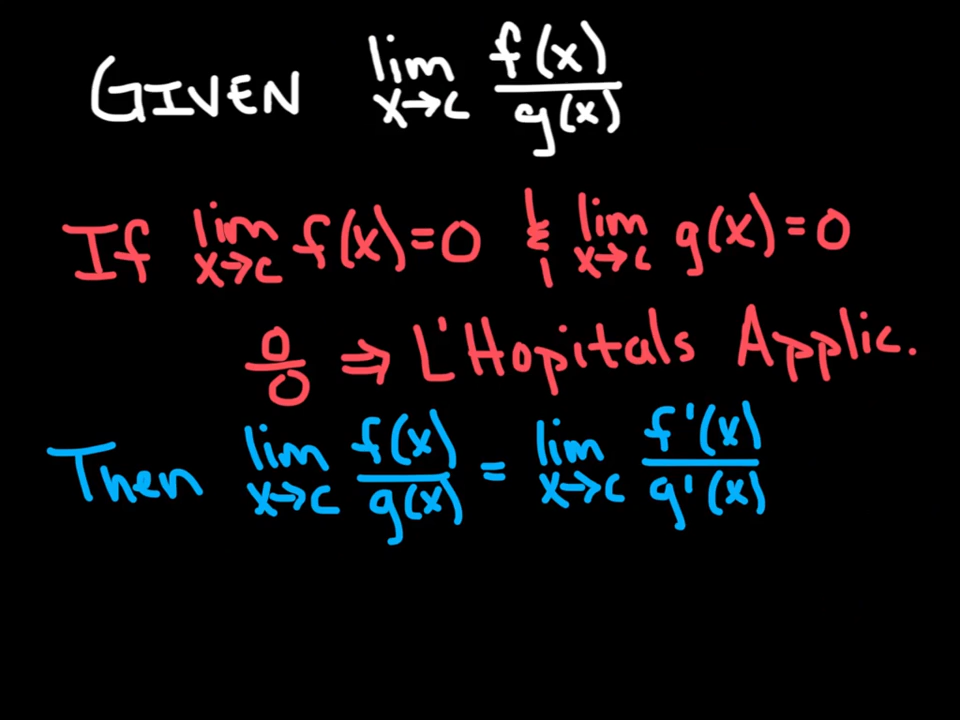 GIVEN lim x→c f(x)/g(x)
If lim x→c f(x)=0 & lim x→c g(x)=0
0/0 ⇒ L'Hopitals Applic.
Then lim x→c f(x)/g(x) = lim x→c f'(x)/g'(x)